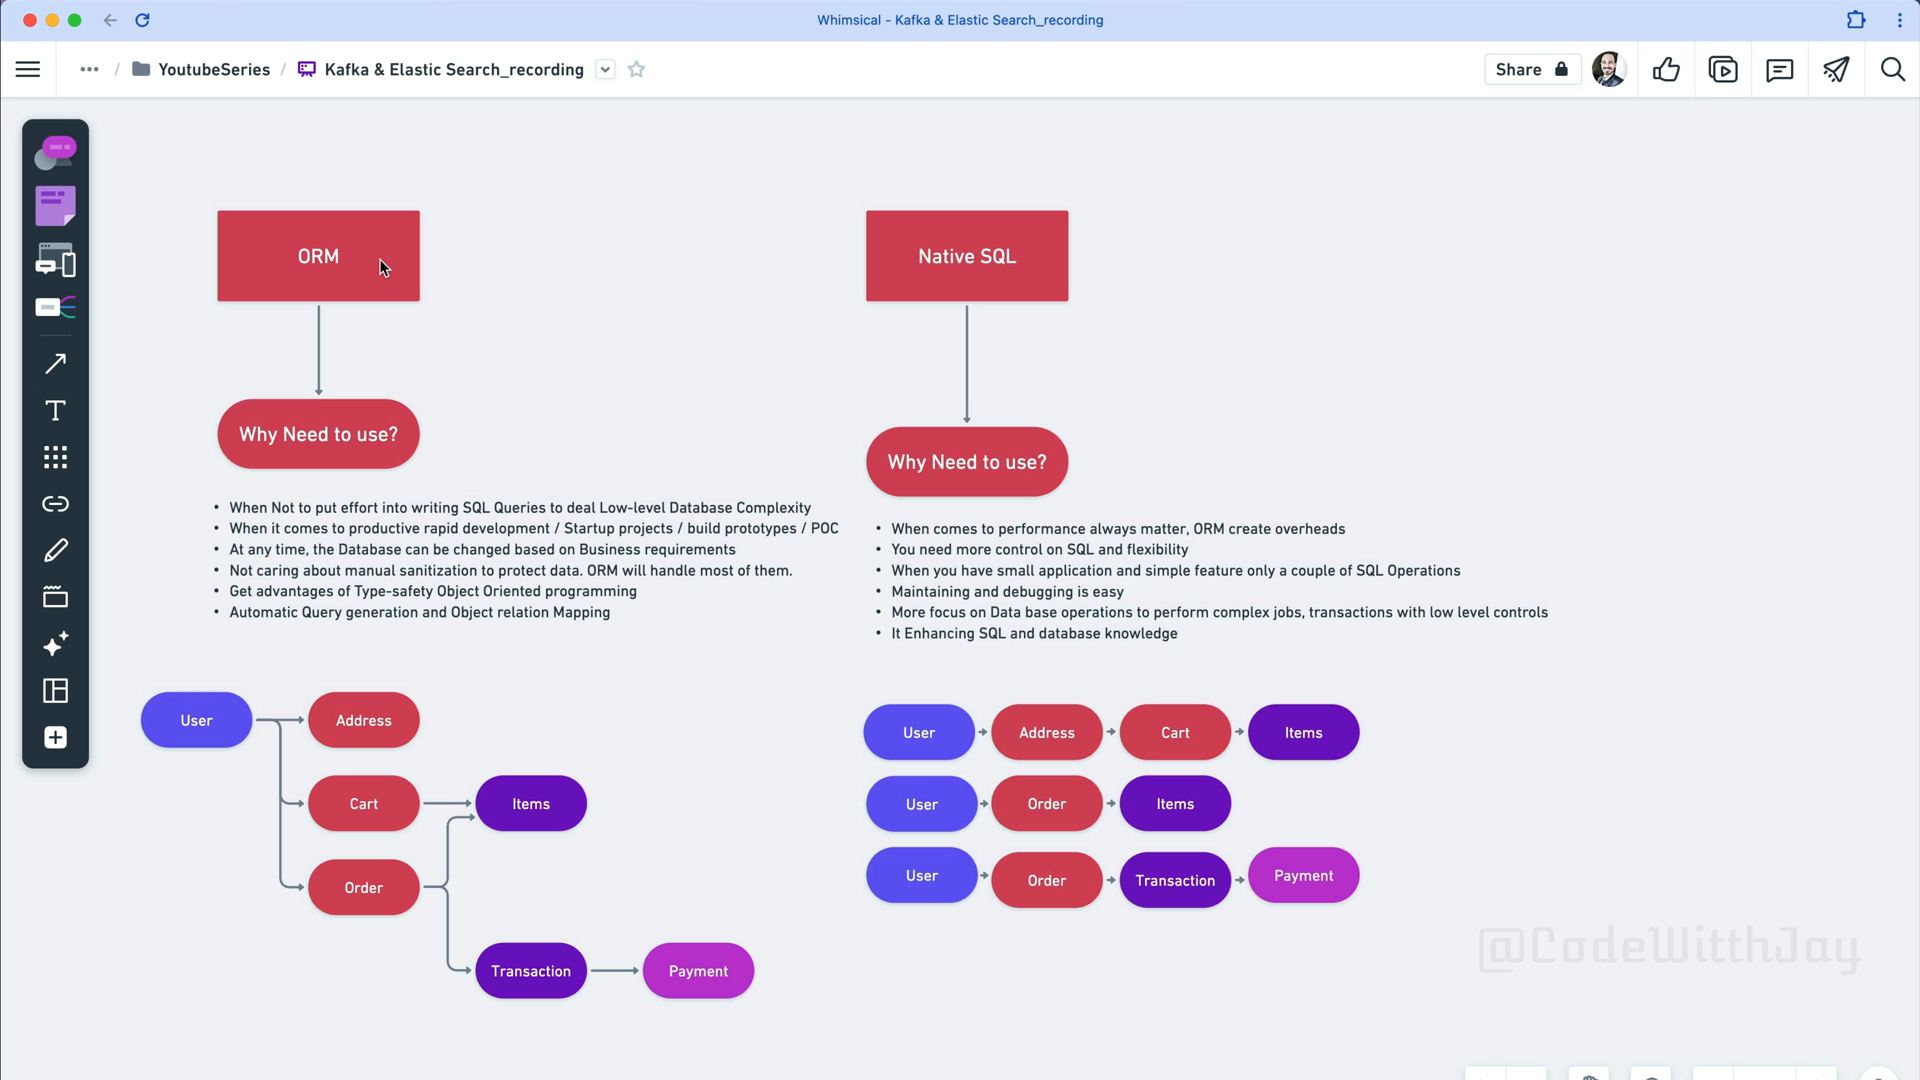 Whimsical - Kafka & Elastic Search_recording
... / YoutubeSeries / Kafka & Elastic Search_recording
Share
ORM
Native SQL
Why Need to use?
Why Need to use?
• When Not to put effort into writing SQL Queries to deal Low-level Database Complexity
• When it comes to productive rapid development / Startup projects / build prototypes / POC
• At any time, the Database can be changed based on Business requirements
• Not caring about manual sanitization to protect data. ORM will handle most of them.
• Get advantages of Type-safety Object Oriented programming
• Automatic Query generation and Object relation Mapping
• When comes to performance always matter, ORM create overheads
• You need more control on SQL and flexibility
• When you have small application and simple feature only a couple of SQL Operations
• Maintaining and debugging is easy
• More focus on Data base operations to perform complex jobs, transactions with low level controls
• It Enhancing SQL and database knowledge
User
Address
Cart
Items
Order
Transaction
Payment
User Address Cart Items
User Order Items
User Order Transaction Payment
@CodeWitthJay